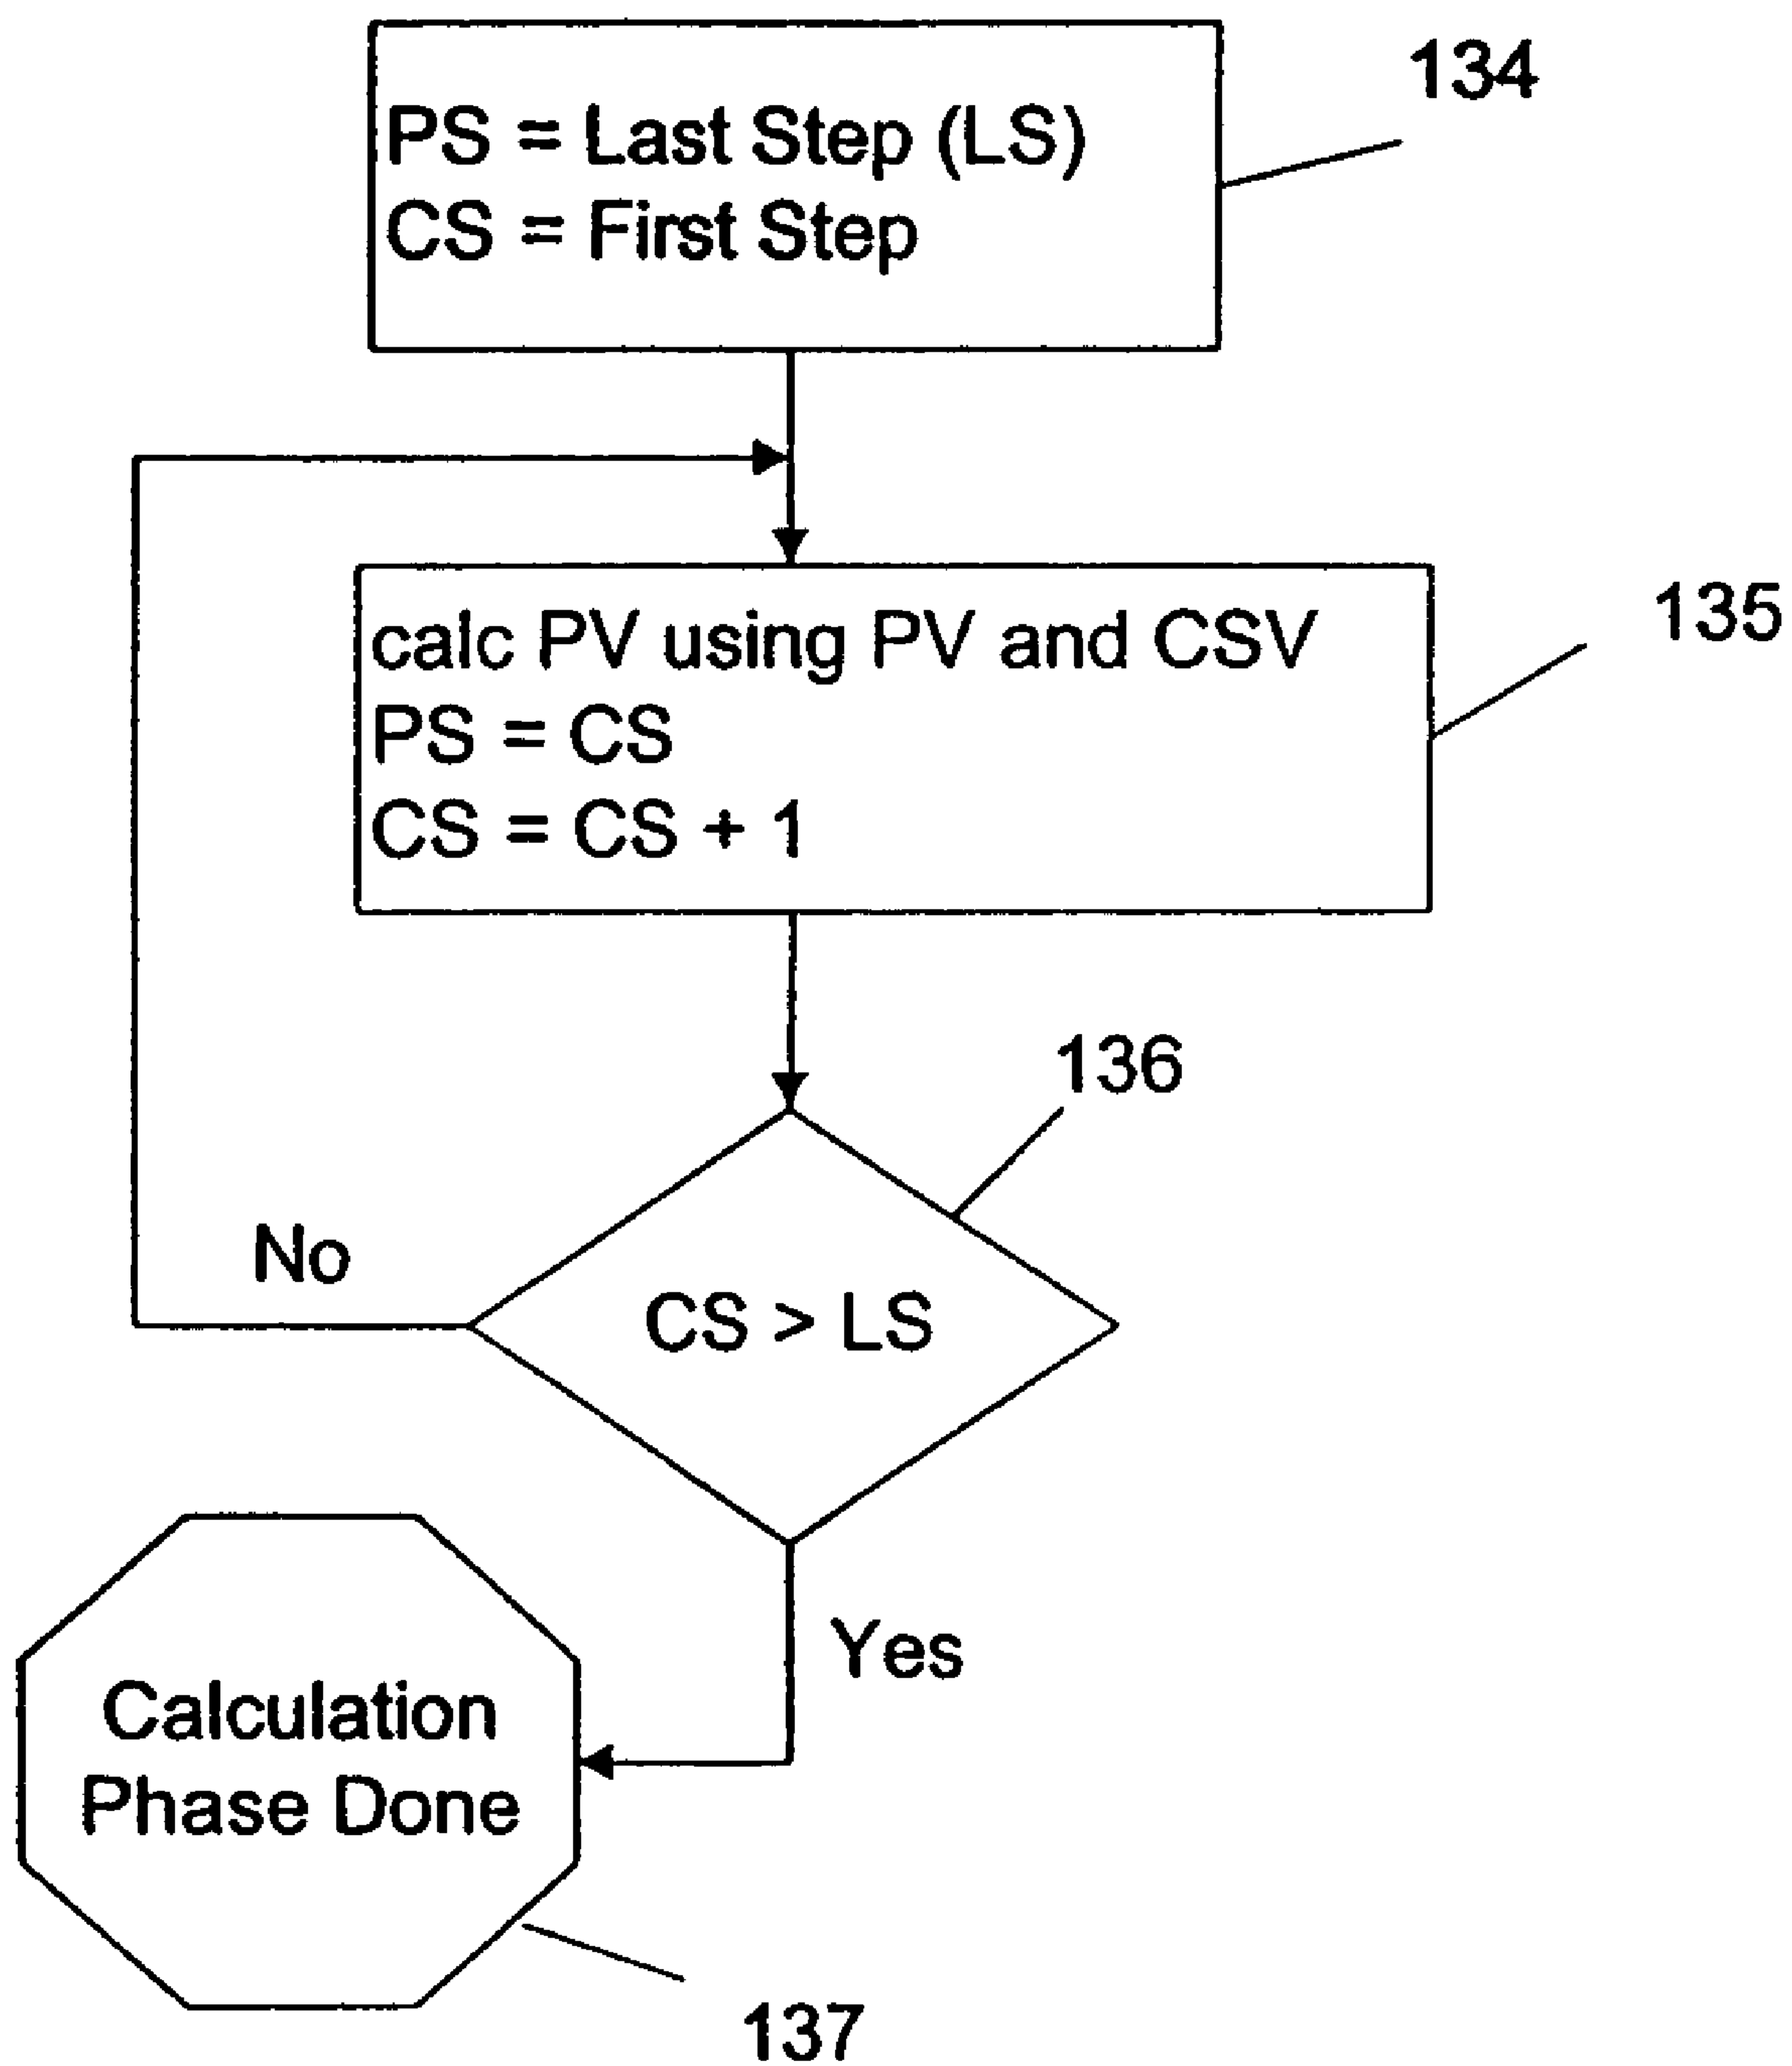 134
PS = Last Step (LS)
CS = First Step
135
calc PV using PV and CSV
PS = CS
CS = CS + 1
136
No
CS > LS
Yes
Calculation
Phase Done
137